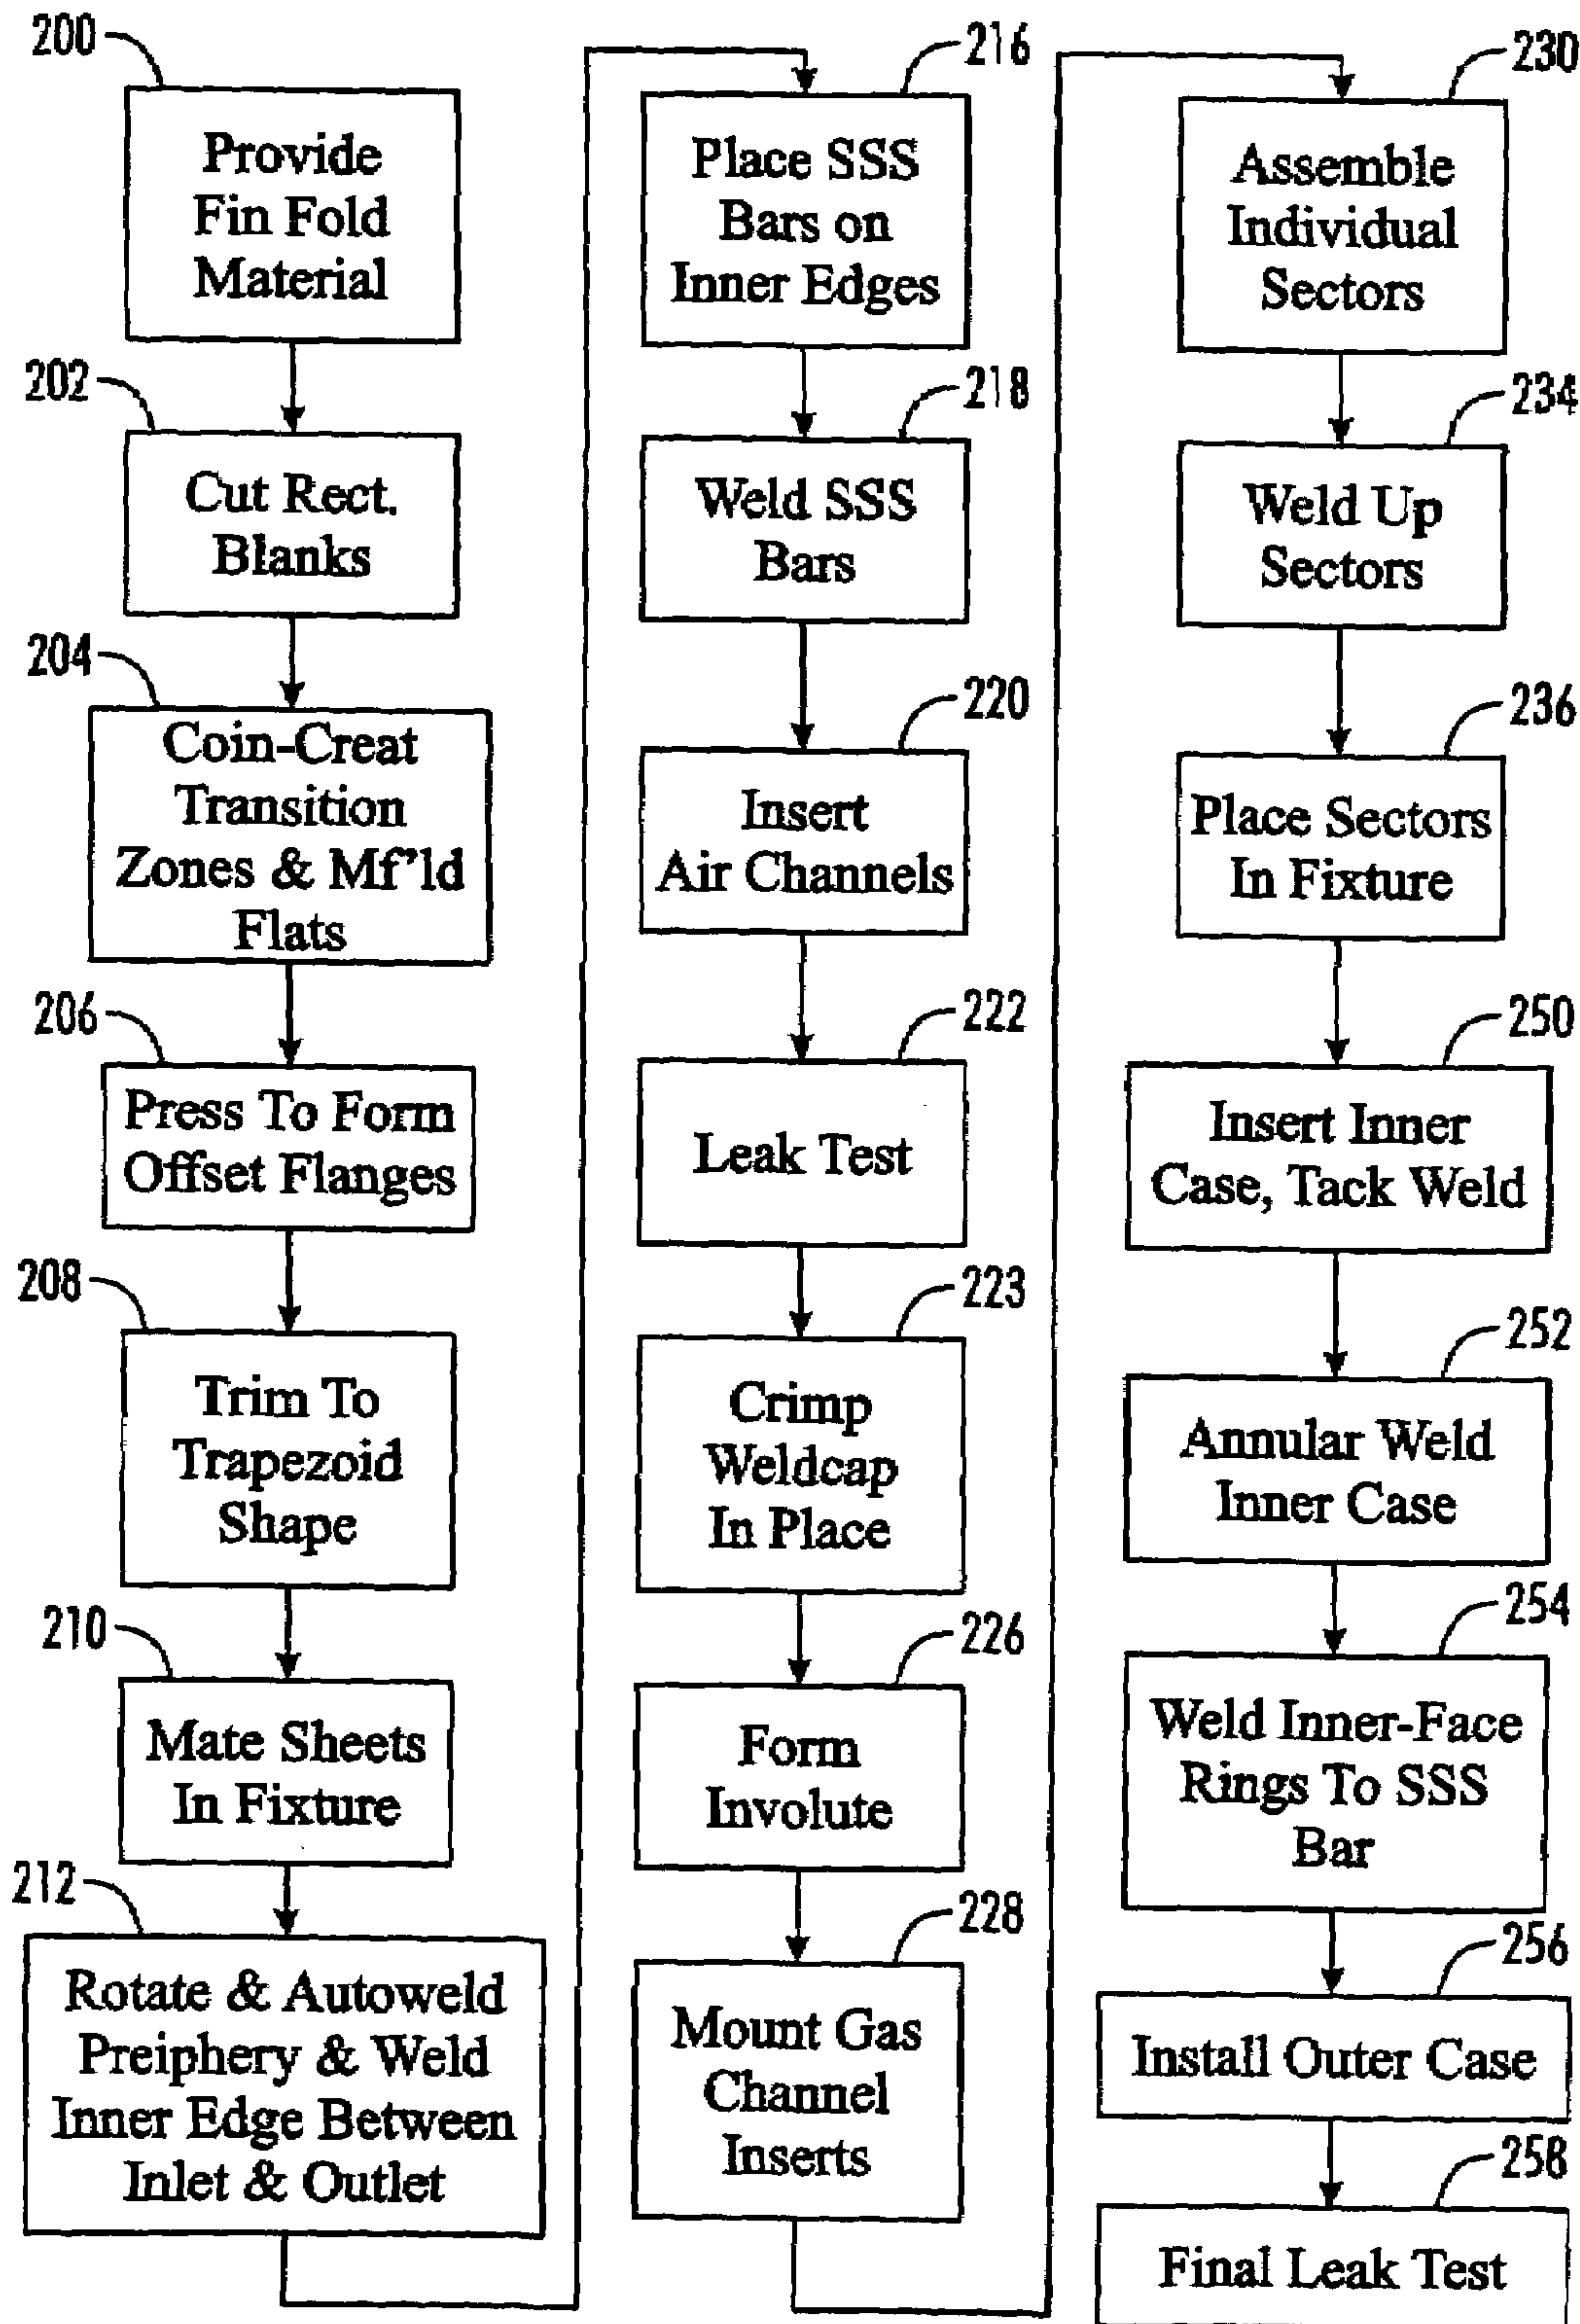 200
Provide
Fin Fold
Material
202
Cut Rect.
Blanks
204
Coin-Creat
Transition
Zones & Mf'ld
Flats
206
Press To Form
Offset Flanges
208
Trim To
Trapezoid
Shape
210
Mate Sheets
In Fixture
212
Rotate & Autoweld
Preiphery & Weld
Inner Edge Between
Inlet & Outlet
216
Place SSS
Bars on
Inner Edges
218
Weld SSS
Bars
220
Insert
Air Channels
222
Leak Test
223
Crimp
Weldcap
In Place
226
Form
Involute
228
Mount Gas
Channel
Inserts
230
Assemble
Individual
Sectors
234
Weld Up
Sectors
236
Place Sectors
In Fixture
250
Insert Inner
Case, Tack Weld
252
Annular Weld
Inner Case
254
Weld Inner-Face
Rings To SSS
Bar
256
Install Outer Case
258
Final Leak Test